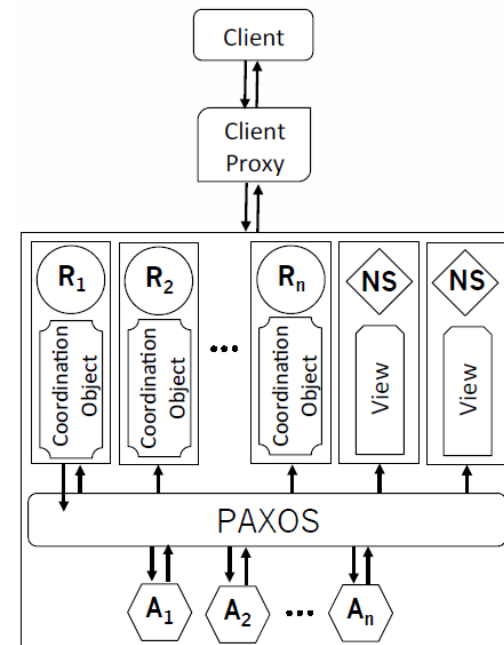 Client
Client
Proxy
R1
R2
Rn
NS
NS
Coordination
Object
Coordination
Object
...
Coordination
Object
View
View
PAXOS
A1
A2
...
An